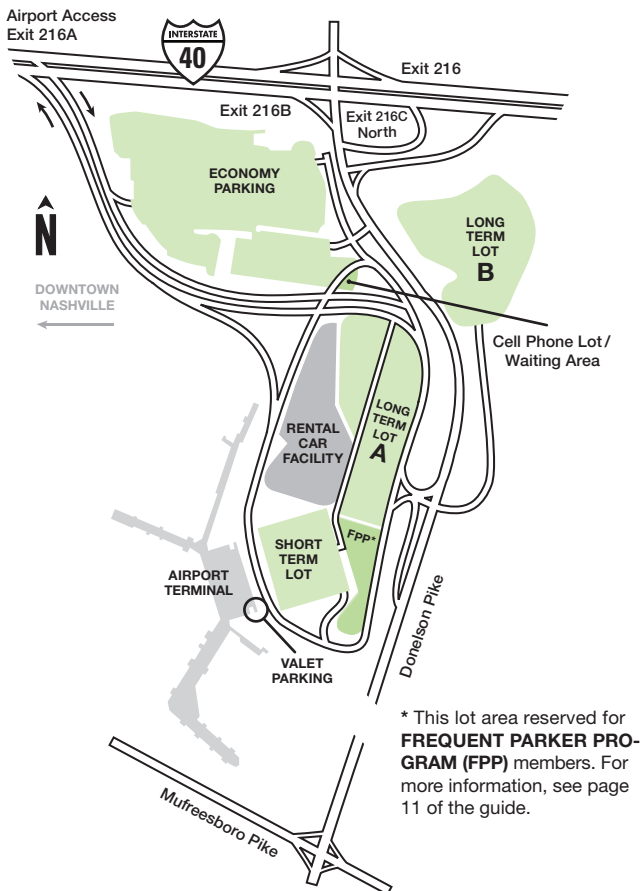 Airport Access
Exit 216A
INTERSTATE
40
Exit 216
Exit 216B
Exit 216C
North
ECONOMY
PARKING
N
LONG
TERM
LOT
B
DOWNTOWN
NASHVILLE
Cell Phone Lot /
Waiting Area
LONG
TERM
LOT
A
RENTAL
CAR
FACILITY
FPP*
SHORT
TERM
LOT
AIRPORT
TERMINAL
VALET
PARKING
Donelson Pike
* This lot area reserved for
FREQUENT PARKER PRO-
GRAM (FPP) members. For
more information, see page
11 of the guide.
Mufreesboro Pike